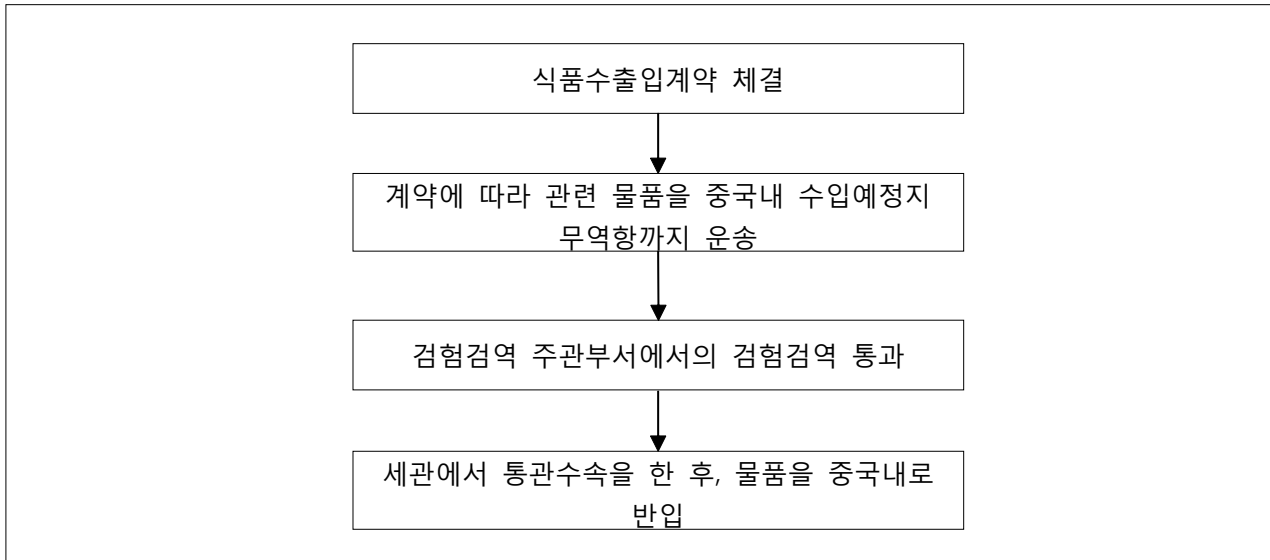 식품수출입계약 체결
계약에 따라 관련 물품을 중국내 수입예정지
무역항까지 운송
검험검역 주관부서에서의 검험검역 통과
세관에서 통관수속을 한 후, 물품을 중국내로
반입